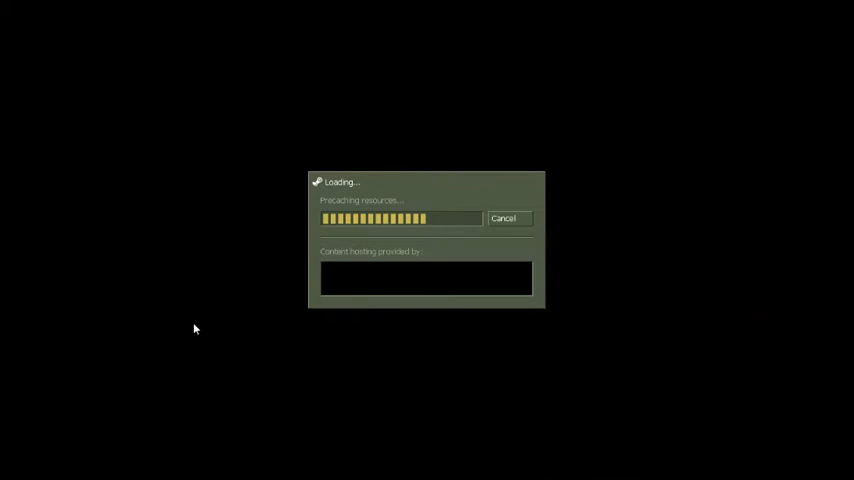 Loading...
Precaching resources...
Cancel
Content hosting provided by: